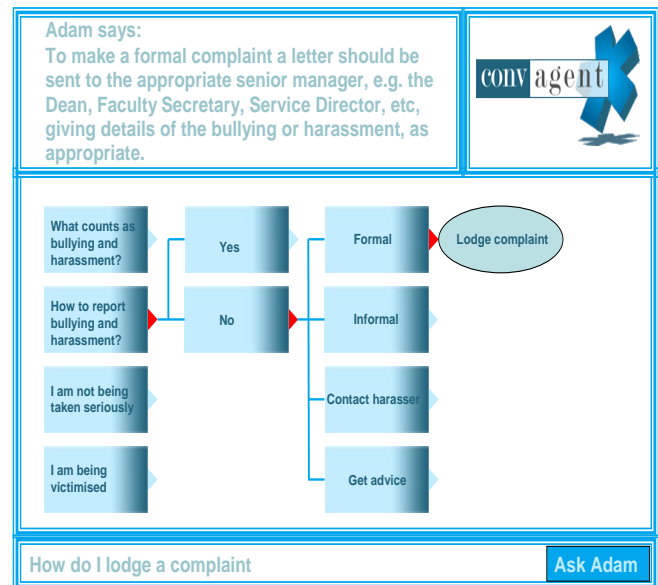 Adam says:
To make a formal complaint a letter should be
sent to the appropriate senior manager, e.g. the
Dean, Faculty Secretary, Service Director, etc,
giving details of the bullying or harassment, as
appropriate.
conv agent
What counts as
bullying and
harassment?
Yes
Formal
Lodge complaint
How to report
bullying and
harassment?
No
Informal
I am not being
taken seriously
Contact harasser
I am being
victimised
Get advice
How do I lodge a complaint
Ask Adam